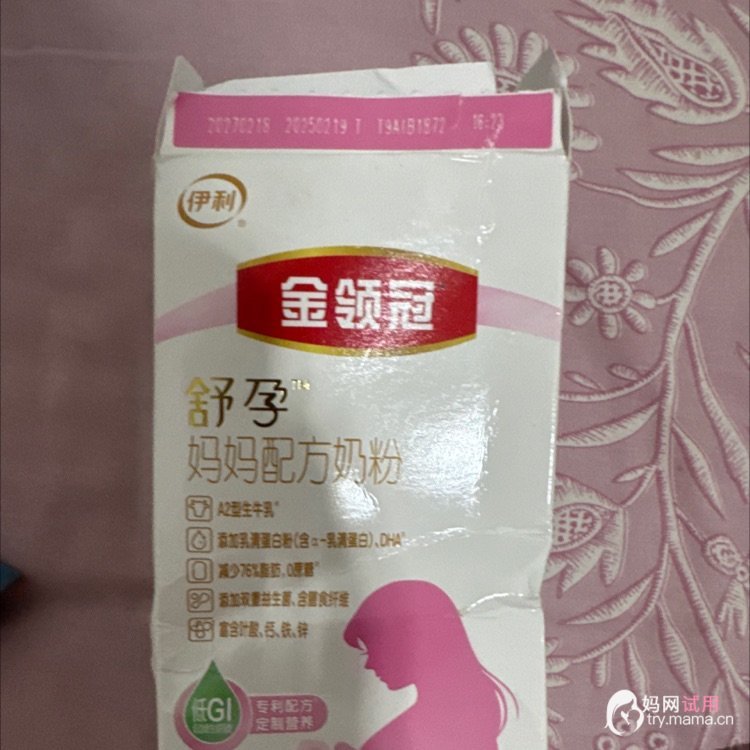 20270218 20250219 T T9A(B1872 16:23
伊利®
金领冠
舒孕
妈妈配方奶粉
A2型生牛乳
添加乳清蛋白粉(含α-乳清蛋白)、DHA
减少76%脂肪,0蔗糖
添加双重益生菌、含膳食纤维
富含叶酸、钙、铁、锌
低GI
专利配方
定制营养
妈网试用
try.mama.cn